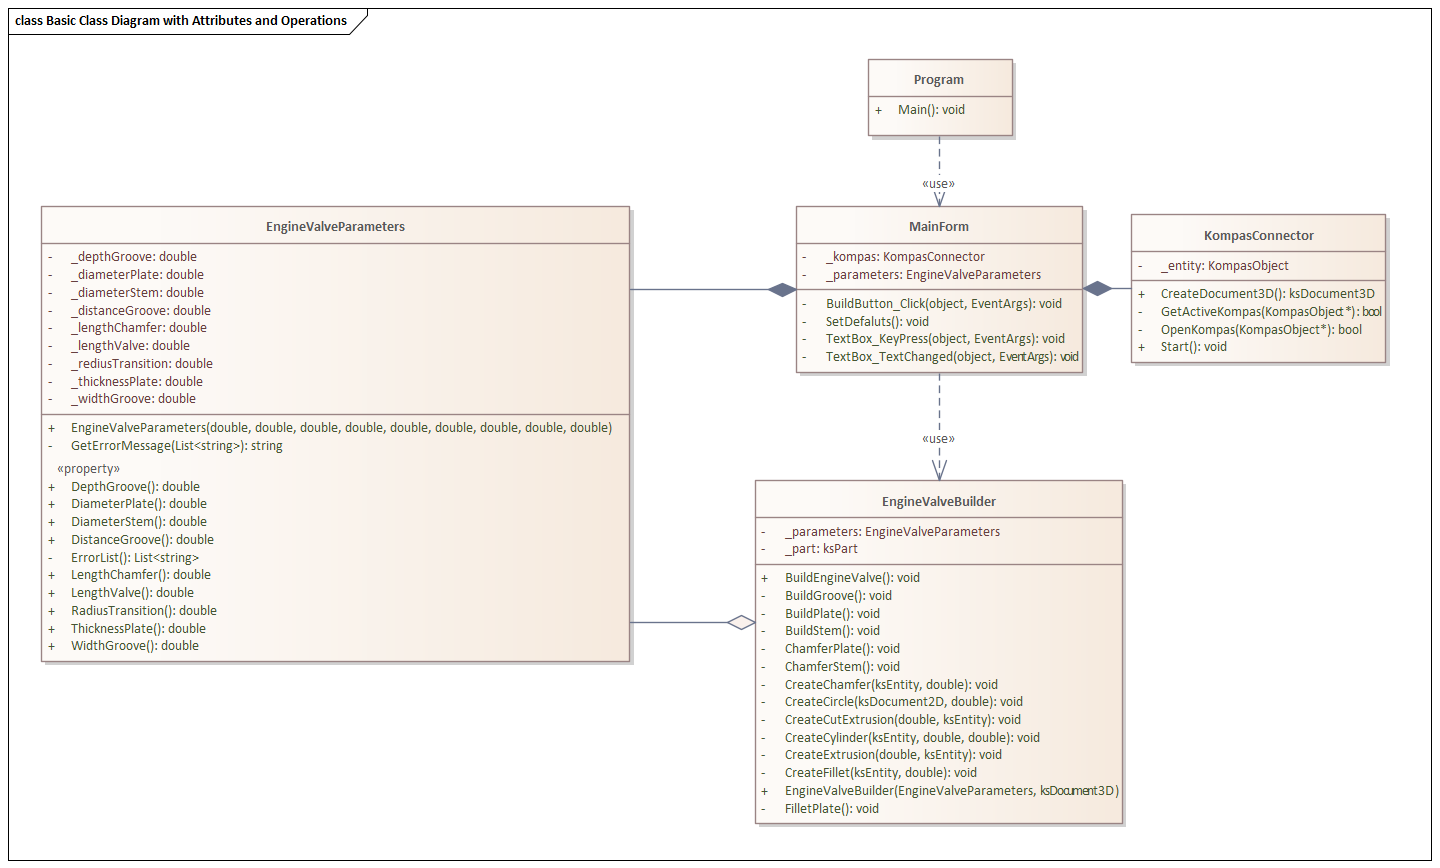 class Basic Class Diagram with Attributes and Operations
Program
+ Main(): void
«use»
EngineValveParameters
- _depthGroove: double
- _diameterPlate: double
- _diameterStem: double
- _distanceGroove: double
- _lengthChamfer: double
- _lengthValve: double
- _rediusTransition: double
- _thicknessPlate: double
- _widthGroove: double
+ EngineValveParameters(double, double, double, double, double, double, double, double, double)
- GetErrorMessage(List<string>): string
«property»
+ DepthGroove(): double
+ DiameterPlate(): double
+ DiameterStem(): double
+ DistanceGroove(): double
- ErrorList(): List<string>
+ LengthChamfer(): double
+ LengthValve(): double
+ RadiusTransition(): double
+ ThicknessPlate(): double
+ WidthGroove(): double
MainForm
- _kompas: KompasConnector
- _parameters: EngineValveParameters
- BuildButton_Click(object, EventArgs): void
- SetDefaluts(): void
- TextBox_KeyPress(object, EventArgs): void
- TextBox_TextChanged(object, EventArgs): void
KompasConnector
- _entity: KompasObject
+ CreateDocument3D(): ksDocument3D
- GetActiveKompas(KompasObject*): bool
- OpenKompas(KompasObject*): bool
+ Start(): void
«use»
EngineValveBuilder
- _parameters: EngineValveParameters
- _part: ksPart
+ BuildEngineValve(): void
- BuildGroove(): void
- BuildPlate(): void
- BuildStem(): void
- ChamferPlate(): void
- ChamferStem(): void
- CreateChamfer(ksEntity, double): void
- CreateCircle(ksDocument2D, double): void
- CreateCutExtrusion(double, ksEntity): void
- CreateCylinder(ksEntity, double, double): void
- CreateExtrusion(double, ksEntity): void
- CreateFillet(ksEntity, double): void
+ EngineValveBuilder(EngineValveParameters, ksDocument3D)
- FilletPlate(): void